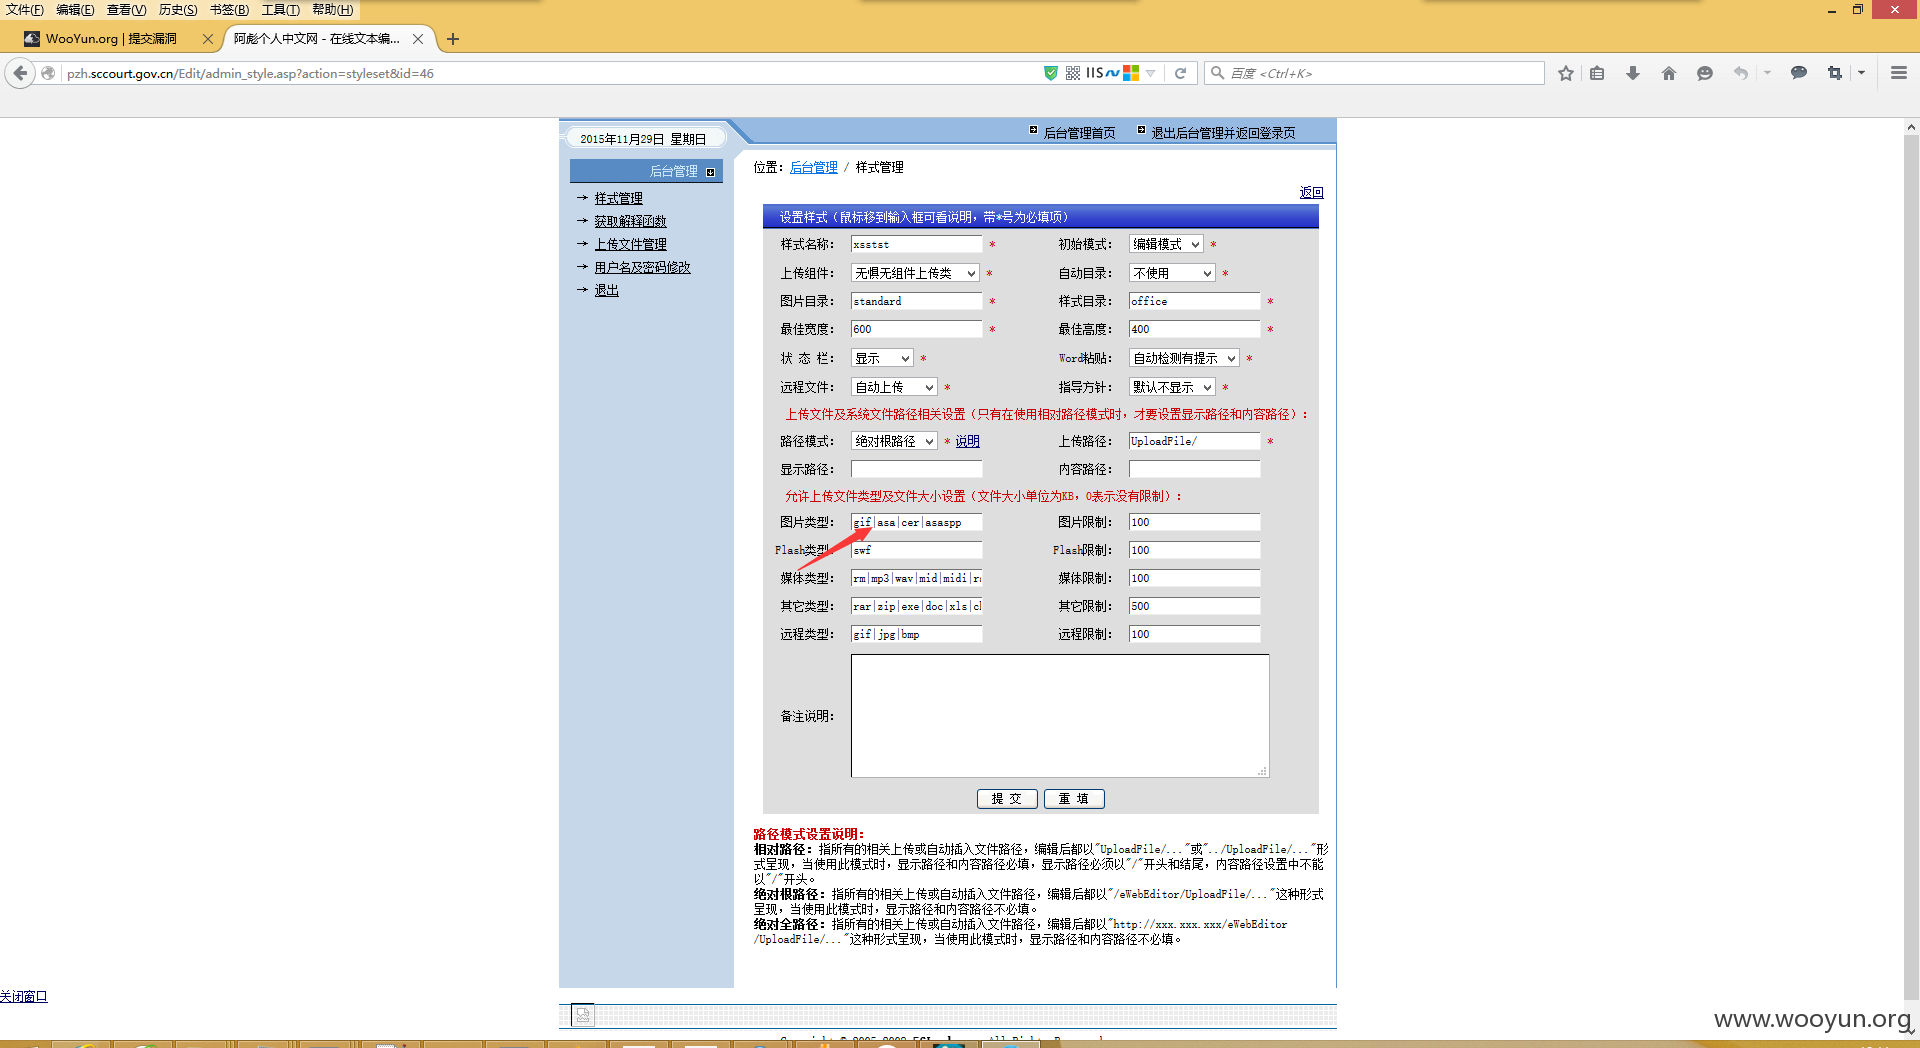 文件(F) 编辑(E) 查看(V) 历史(S) 书签(B) 工具(T) 帮助(H)
WooYun.org | 提交漏洞
阿彪个人中文网 - 在线文本编...
pzh.sccourt.gov.cn/Edit/admin_style.asp?action=styleset&id=46
IIS
百度 <Ctrl+K>
2015年11月29日 星期日
后台管理首页 退出后台管理并返回登录页
后台管理
样式管理
获取解释函数
上传文件管理
用户名及密码修改
退出
位置：后台管理 / 样式管理
返回
设置样式（鼠标移到输入框可看说明，带*号为必填项）
样式名称： xsstst * 初始模式： 编辑模式 *
上传组件： 无惧无组件上传类 * 自动目录： 不使用 *
图片目录： standard * 样式目录： office *
最佳宽度： 600 * 最佳高度： 400 *
状 态 栏： 显示 * Word粘贴： 自动检测有提示 *
远程文件： 自动上传 * 指导方针： 默认不显示 *
上传文件及系统文件路径相关设置（只有在使用相对路径模式时，才要设置显示路径和内容路径）：
路径模式： 绝对根路径 * 说明 上传路径： UploadFile/ *
显示路径： 内容路径：
允许上传文件类型及文件大小设置（文件大小单位为KB，0表示没有限制）：
图片类型： gif|asa|cer|asaspp 图片限制： 100
Flash类型： swf Flash限制： 100
媒体类型： rm|mp3|wav|mid|midi|r 媒体限制： 100
其它类型： rar|zip|exe|doc|xls|cl 其它限制： 500
远程类型： gif|jpg|bmp 远程限制： 100
备注说明：
提 交 重 填
路径模式设置说明：
相对路径：指所有的相关上传或自动插入文件路径，编辑后都以"UploadFile/..."或"../UploadFile/..."形
式呈现，当使用此模式时，显示路径和内容路径必填，显示路径必须以"/"开头和结尾，内容路径设置中不能
以"/"开头。
绝对根路径：指所有的相关上传或自动插入文件路径，编辑后都以"/eWebEditor/UploadFile/..."这种形式
呈现，当使用此模式时，显示路径和内容路径不必填。
绝对全路径：指所有的相关上传或自动插入文件路径，编辑后都以"http://xxx.xxx.xxx/eWebEditor
/UploadFile/..."这种形式呈现，当使用此模式时，显示路径和内容路径不必填。
关闭窗口
www.wooyun.org